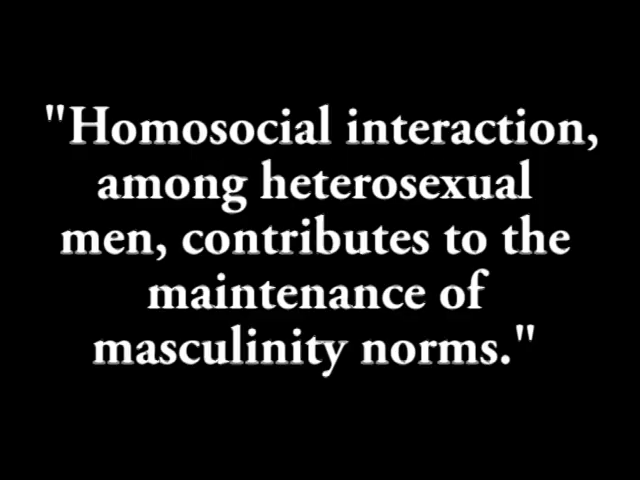 "Homosocial interaction,
among heterosexual
men, contributes to the
maintenance of
masculinity norms."